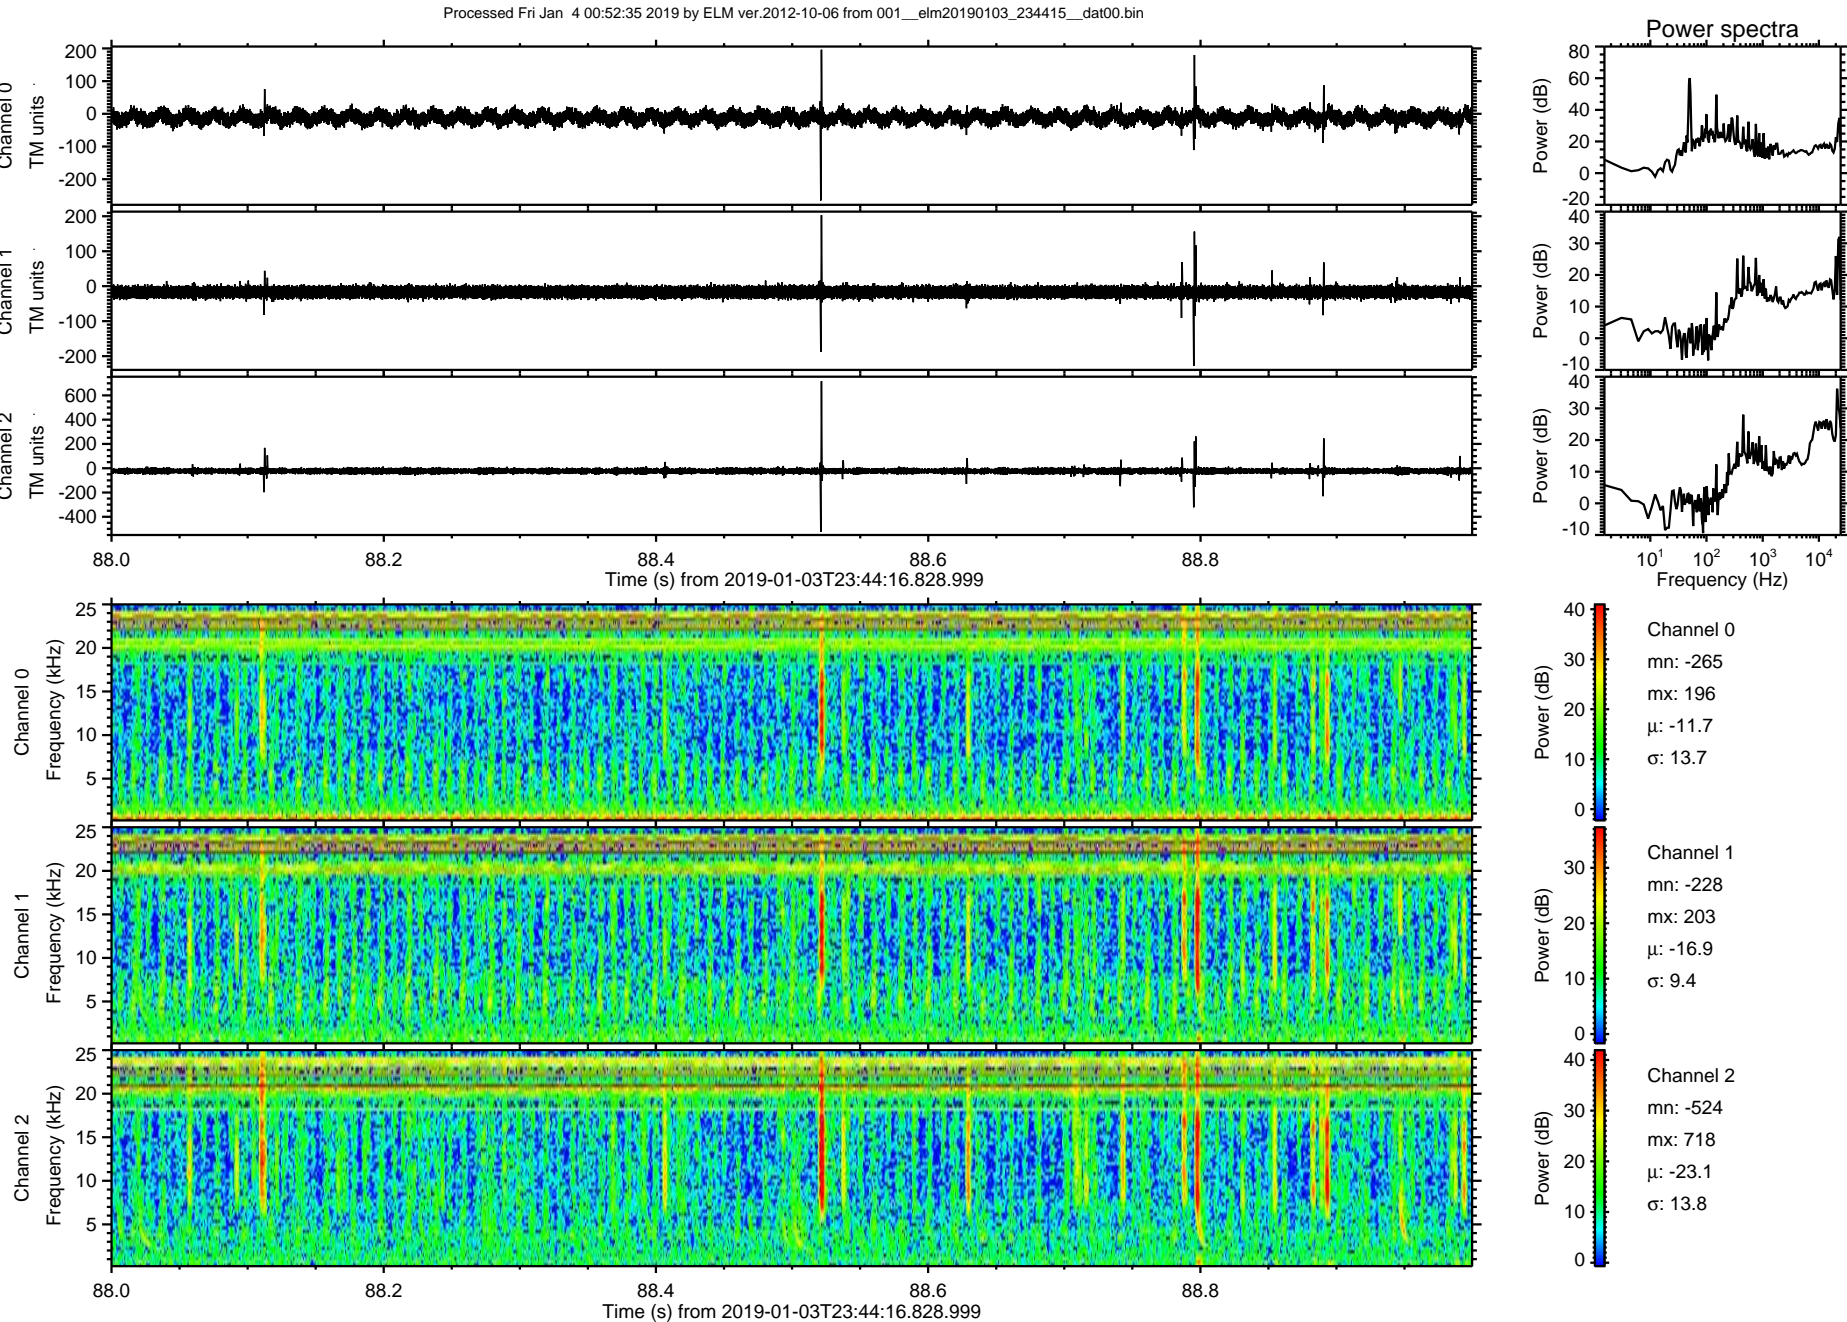 Processed Fri Jan  4 00:52:35 2019 by ELM ver.2012-10-06 from 001__elm20190103_234415__dat00.bin
Power spectra
Channel 0
TM units
200
100
0
-100
-200
Power (dB)
80
60
40
20
0
-20
Channel 1
TM units
200
100
0
-100
-200
Power (dB)
40
30
20
10
0
-10
Channel 2
TM units
600
400
200
0
-200
-400
Power (dB)
40
30
20
10
0
-10
88.0 88.2 88.4 88.6 88.8
Time (s) from 2019-01-03T23:44:16.828.999
10¹ 10² 10³ 10⁴
Frequency (Hz)
Channel 0
Frequency (kHz)
25
20
15
10
5
Power (dB)
40
30
20
10
0
Channel 0
mn: -265
mx: 196
μ: -11.7
σ: 13.7
Channel 1
Frequency (kHz)
25
20
15
10
5
Power (dB)
30
20
10
0
Channel 1
mn: -228
mx: 203
μ: -16.9
σ: 9.4
Channel 2
Frequency (kHz)
25
20
15
10
5
Power (dB)
40
30
20
10
0
Channel 2
mn: -524
mx: 718
μ: -23.1
σ: 13.8
88.0 88.2 88.4 88.6 88.8
Time (s) from 2019-01-03T23:44:16.828.999